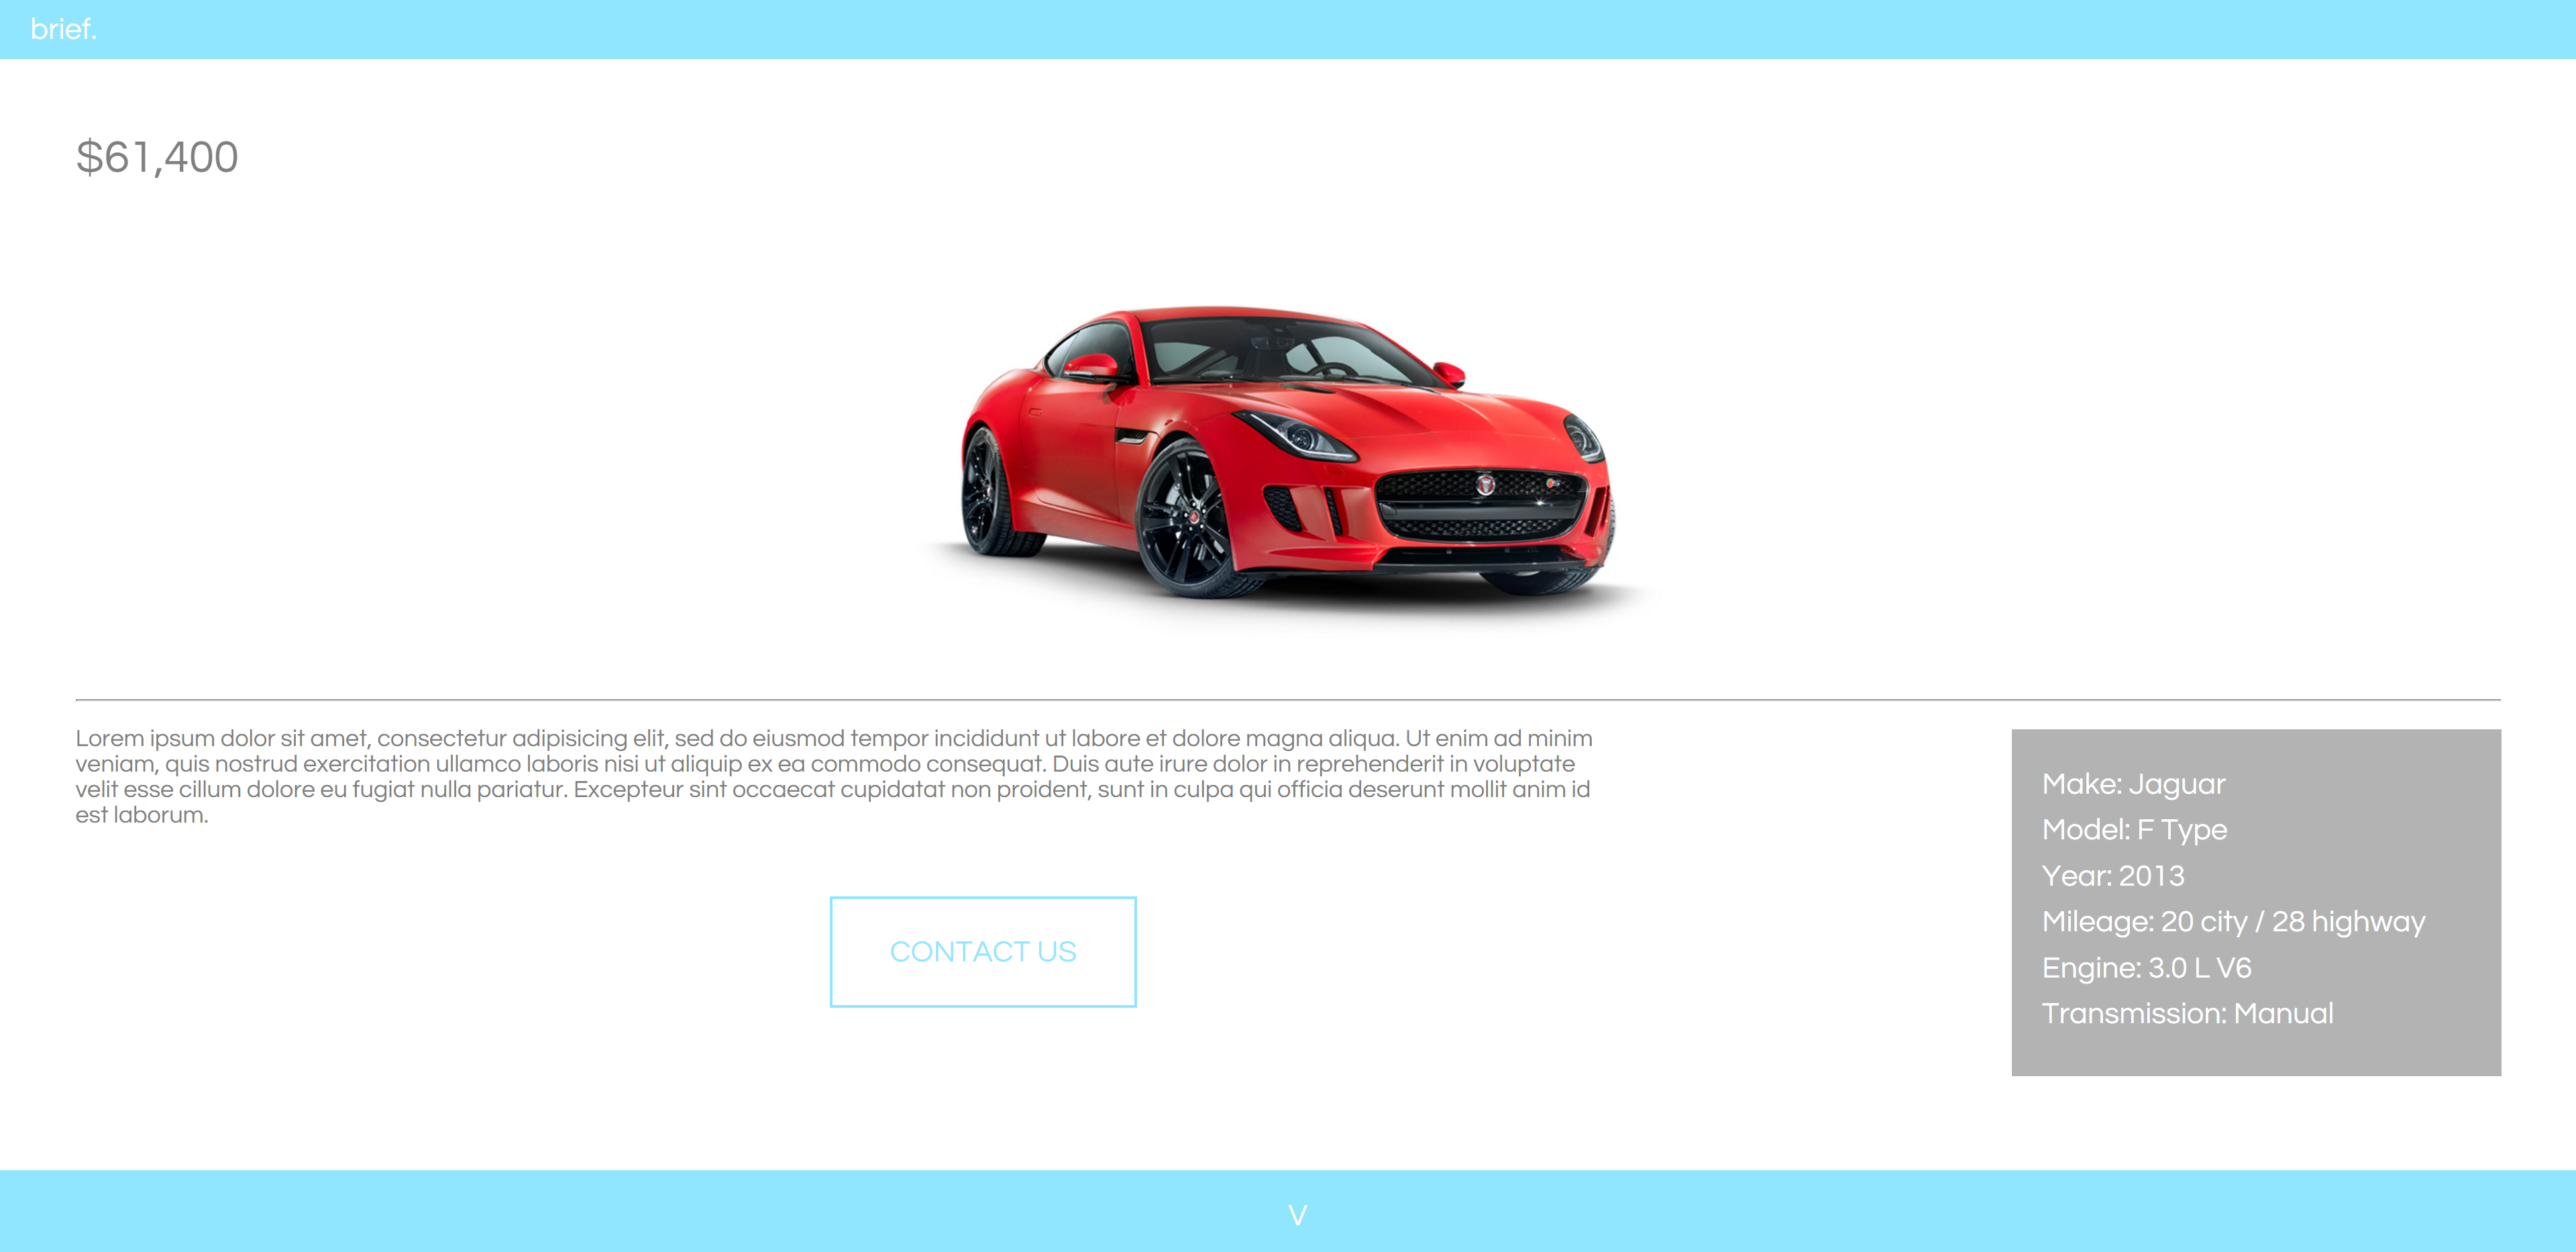 brief.
$61,400
Lorem ipsum dolor sit amet, consectetur adipisicing elit, sed do eiusmod tempor incididunt ut labore et dolore magna aliqua. Ut enim ad minim
veniam, quis nostrud exercitation ullamco laboris nisi ut aliquip ex ea commodo consequat. Duis aute irure dolor in reprehenderit in voluptate
velit esse cillum dolore eu fugiat nulla pariatur. Excepteur sint occaecat cupidatat non proident, sunt in culpa qui officia deserunt mollit anim id
est laborum.
CONTACT US
Make: Jaguar
Model: F Type
Year: 2013
Mileage: 20 city / 28 highway
Engine: 3.0 L V6
Transmission: Manual
V